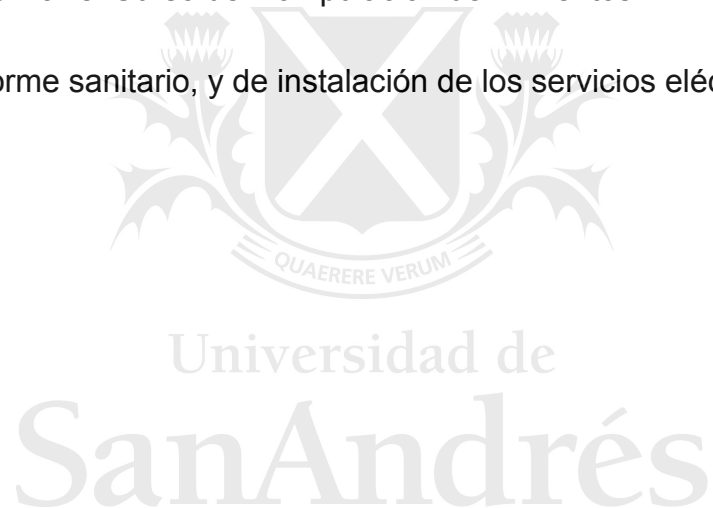 orme sanitario, y de instalación de los servicios eléc
QUAERERE VERUM
Universidad de
SanAndrés